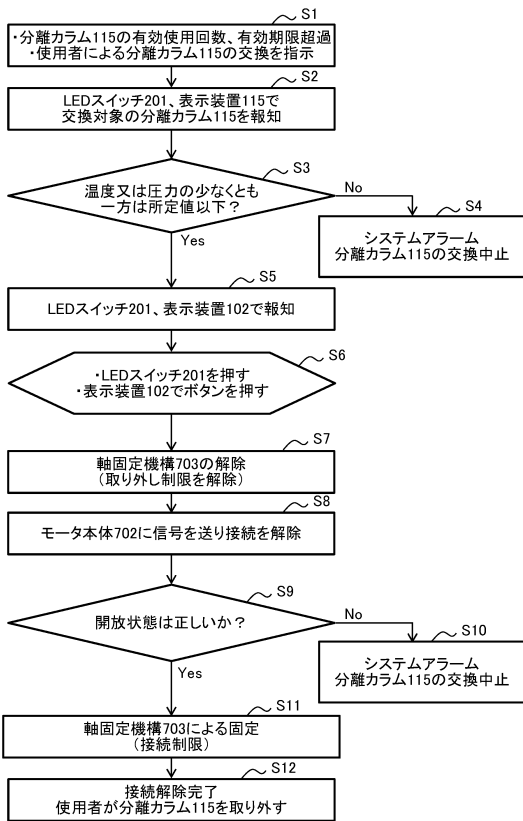 S1
・分離カラム115の有効使用回数、有効期限超過
・使用者による分離カラム115の交換を指示
S2
LEDスイッチ201、表示装置115で
交換対象の分離カラム115を報知
S3
温度又は圧力の少なくとも
一方は所定値以下？
No
Yes
S4
システムアラーム
分離カラム115の交換中止
S5
LEDスイッチ201、表示装置102で報知
S6
・LEDスイッチ201を押す
・表示装置102でボタンを押す
S7
軸固定機構703の解除
（取り外し制限を解除）
S8
モータ本体702に信号を送り接続を解除
S9
開放状態は正しいか？
No
Yes
S10
システムアラーム
分離カラム115の交換中止
S11
軸固定機構703による固定
（接続制限）
S12
接続解除完了
使用者が分離カラム115を取り外す